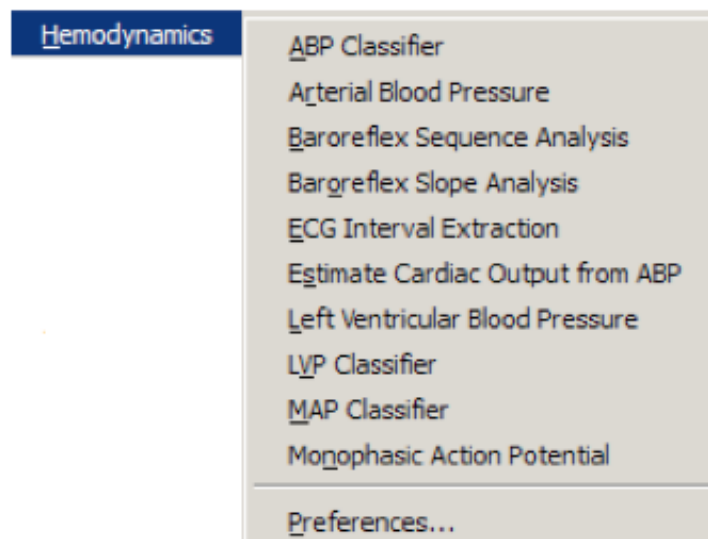 Hemodynamics
ABP Classifier
Arterial Blood Pressure
Baroreflex Sequence Analysis
Baroreflex Slope Analysis
ECG Interval Extraction
Estimate Cardiac Output from ABP
Left Ventricular Blood Pressure
LVP Classifier
MAP Classifier
Monophasic Action Potential
Preferences...